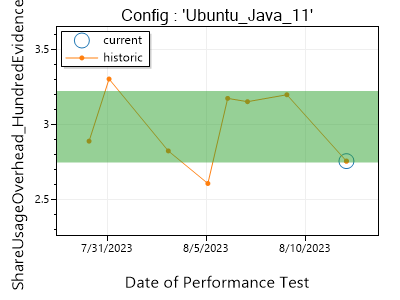 Config : 'Ubuntu_Java_11'
ShareUsageOverhead_HundredEvidence
current
historic
3.5
3
2.5
7/31/2023
8/5/2023
8/10/2023
Date of Performance Test